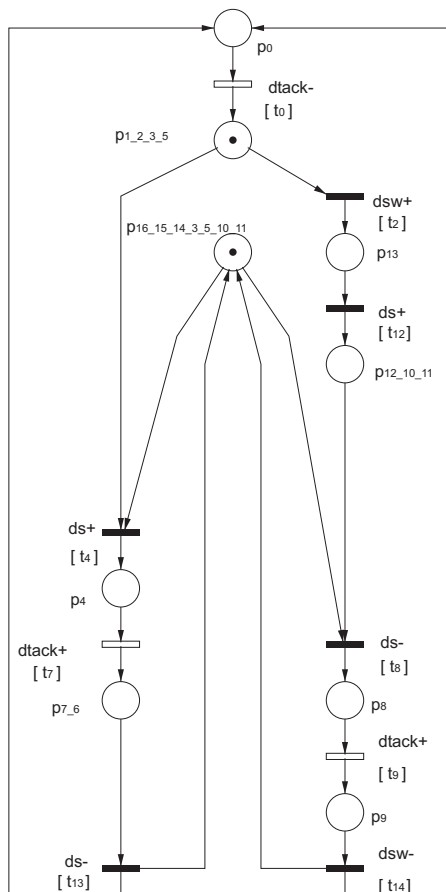 p0
dtack-
[ t0]
p1_2_3_5
dsw+
[ t2]
p16_15_14_3_5_10_11
p13
ds+
[ t12]
p12_10_11
ds+
[ t4]
p4
dtack+
[ t7]
p7_6
ds-
[ t8]
p8
dtack+
[ t9]
p9
ds-
[ t13]
dsw-
[ t14]